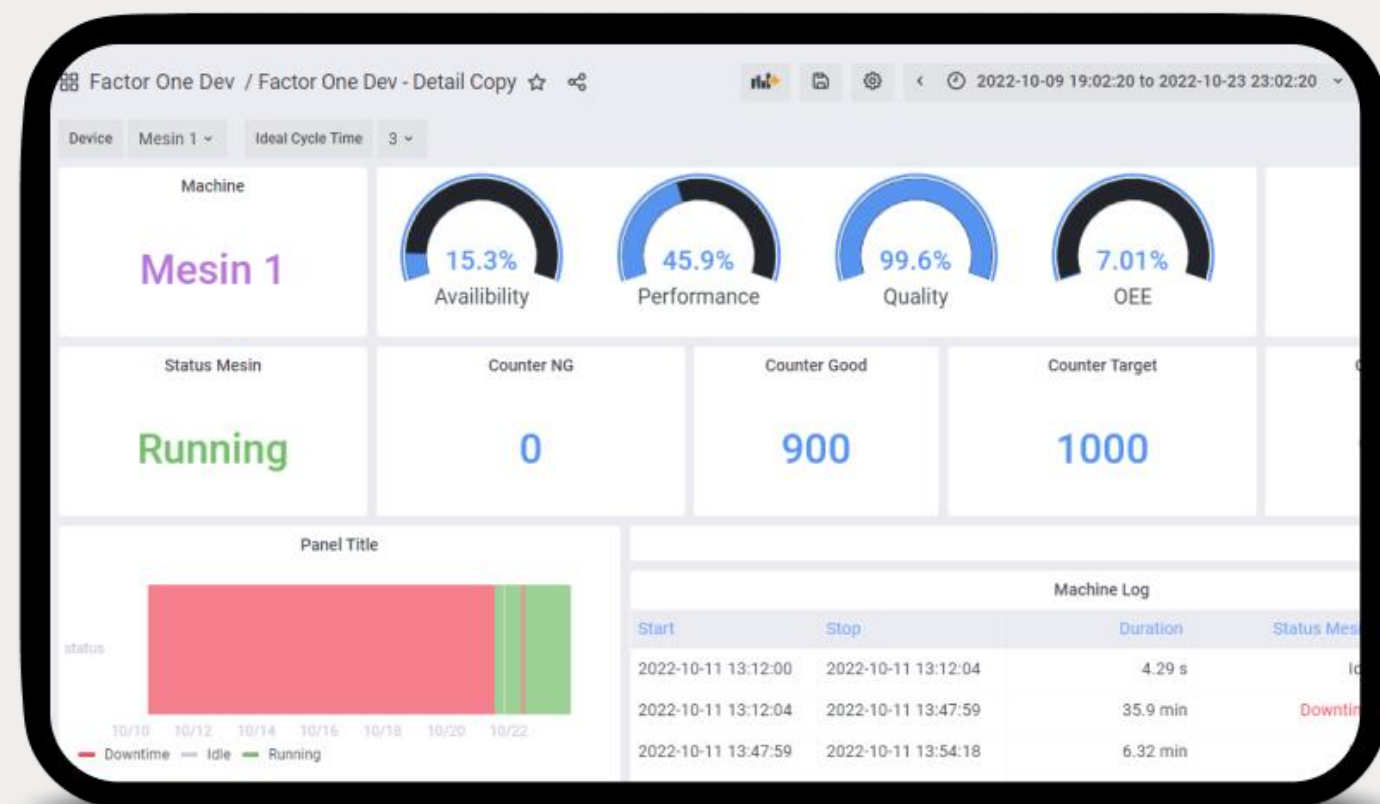 Factor One Dev / Factor One Dev - Detail Copy
2022-10-09 19:02:20 to 2022-10-23 23:02:20
Device Mesin 1 Ideal Cycle Time 3
Machine
Mesin 1
15.3% 45.9% 99.6% 7.01%
Availibility Performance Quality OEE
Status Mesin Counter NG Counter Good Counter Target
Running 0 900 1000
Panel Title
status
10/10 10/12 10/14 10/16 10/18 10/20 10/22
Downtime Idle Running
Machine Log
Start Stop Duration Status Mes
2022-10-11 13:12:00 2022-10-11 13:12:04 4.29 s
2022-10-11 13:12:04 2022-10-11 13:47:59 35.9 min Downtin
2022-10-11 13:47:59 2022-10-11 13:54:18 6.32 min